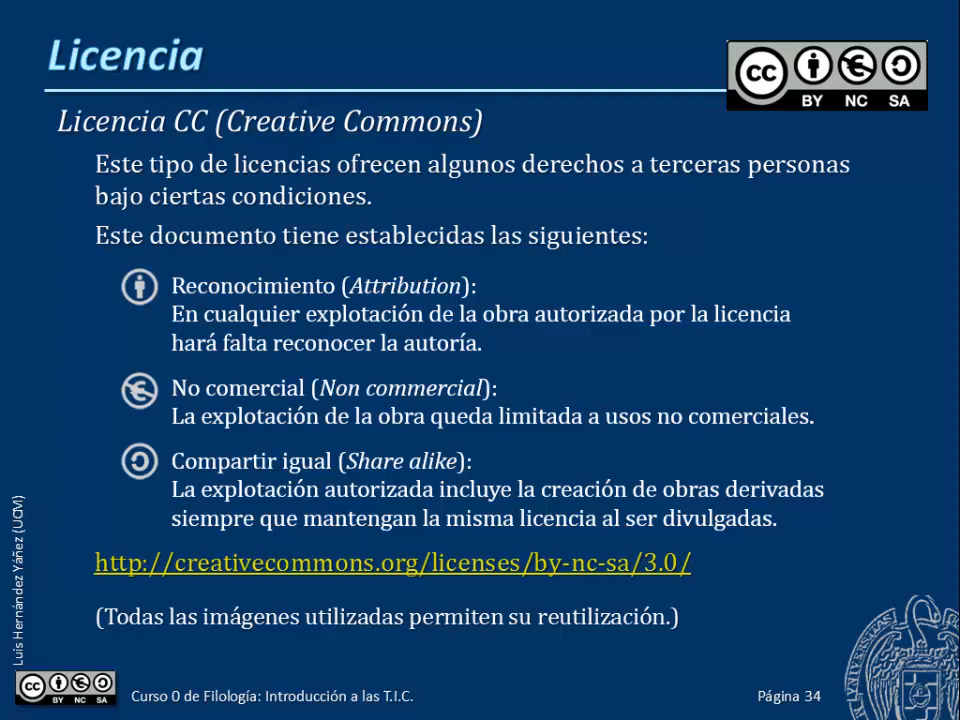 Licencia
cc
BY NC SA
Licencia CC (Creative Commons)
Este tipo de licencias ofrecen algunos derechos a terceras personas
bajo ciertas condiciones.
Este documento tiene establecidas las siguientes:
Reconocimiento (Attribution):
En cualquier explotación de la obra autorizada por la licencia
hará falta reconocer la autoría.
No comercial (Non commercial):
La explotación de la obra queda limitada a usos no comerciales.
Compartir igual (Share alike):
La explotación autorizada incluye la creación de obras derivadas
siempre que mantengan la misma licencia al ser divulgadas.
http://creativecommons.org/licenses/by-nc-sa/3.0/
(Todas las imágenes utilizadas permiten su reutilización.)
Luis Hernández Yáñez (UCM)
cc
BY NC SA
Curso 0 de Filología: Introducción a las T.I.C.
Página 34